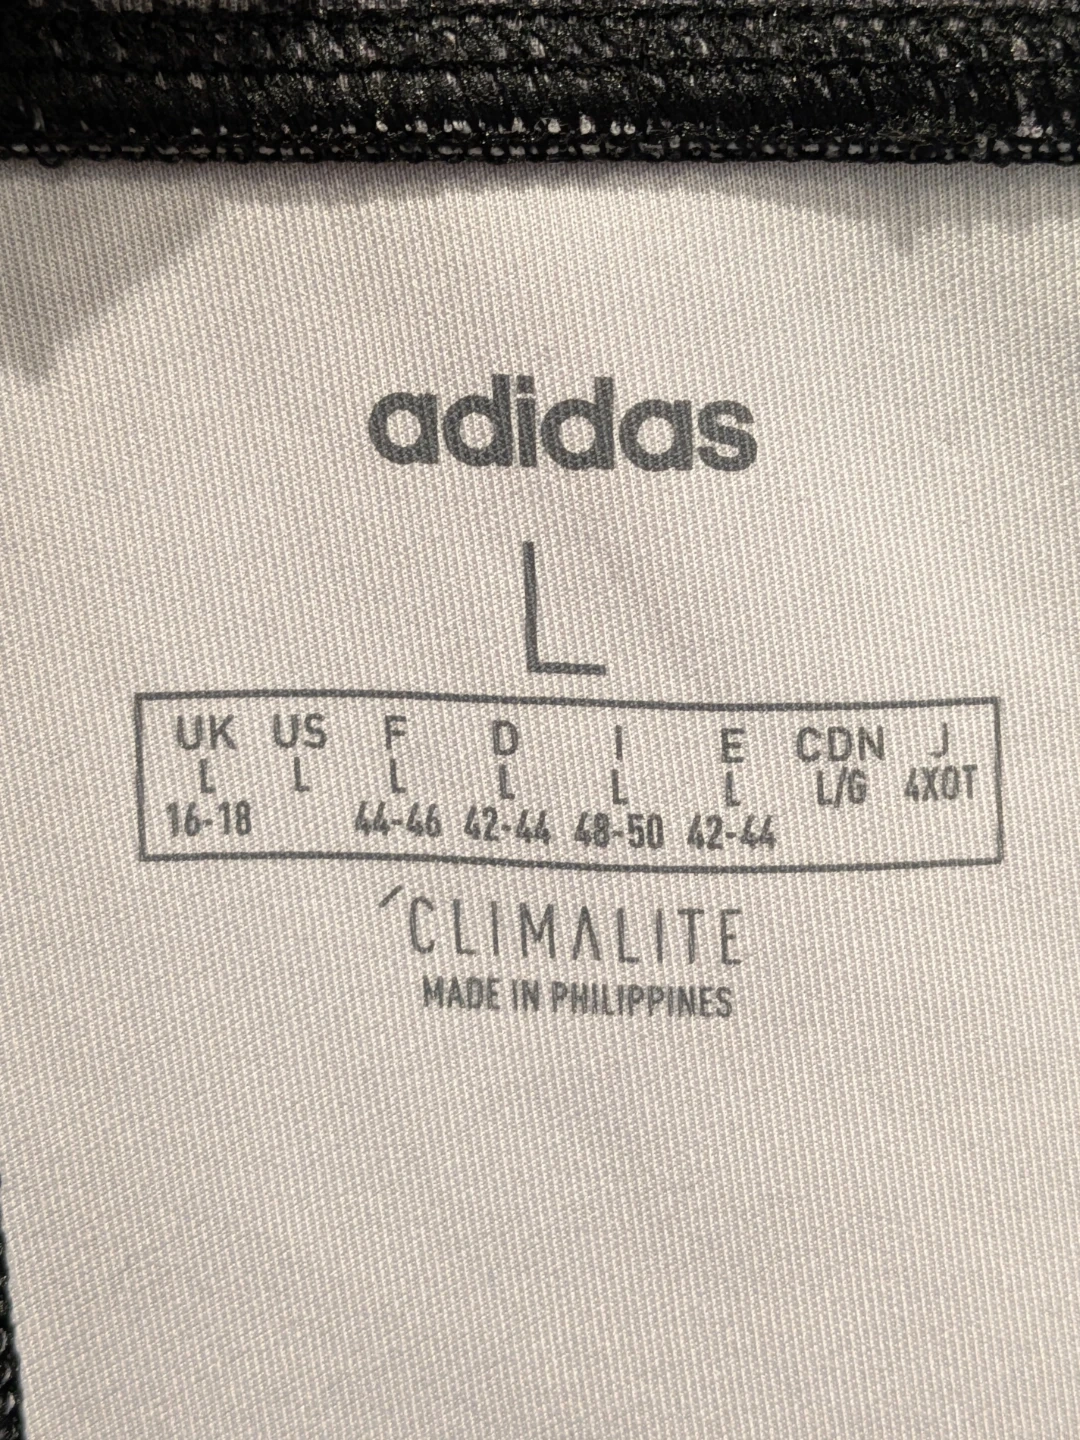 adidas
L
UK US F D I E CDN J
L L L L L L L/G 4XOT
16-18 44-46 42-44 48-50 42-44
´CLIMALITE
MADE IN PHILIPPINES